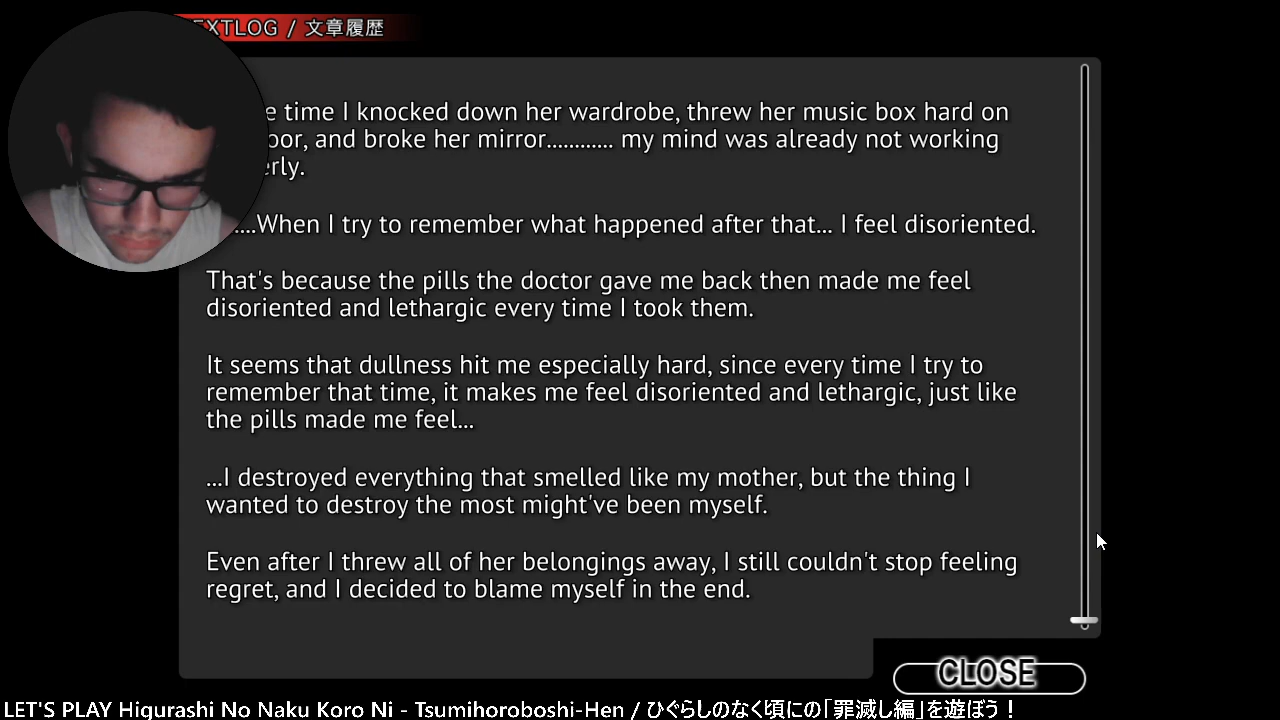 EXTLOG / 文章履歴
e time I knocked down her wardrobe, threw her music box hard on
oor, and broke her mirror............ my mind was already not working
erly.
....When I try to remember what happened after that... I feel disoriented.
That's because the pills the doctor gave me back then made me feel
disoriented and lethargic every time I took them.
It seems that dullness hit me especially hard, since every time I try to
remember that time, it makes me feel disoriented and lethargic, just like
the pills made me feel...
...I destroyed everything that smelled like my mother, but the thing I
wanted to destroy the most might've been myself.
Even after I threw all of her belongings away, I still couldn't stop feeling
regret, and I decided to blame myself in the end.
CLOSE
LET'S PLAY Higurashi No Naku Koro Ni - Tsumihoroboshi-Hen / ひぐらしのなく頃にの「罪滅し編」を遊ぼう！